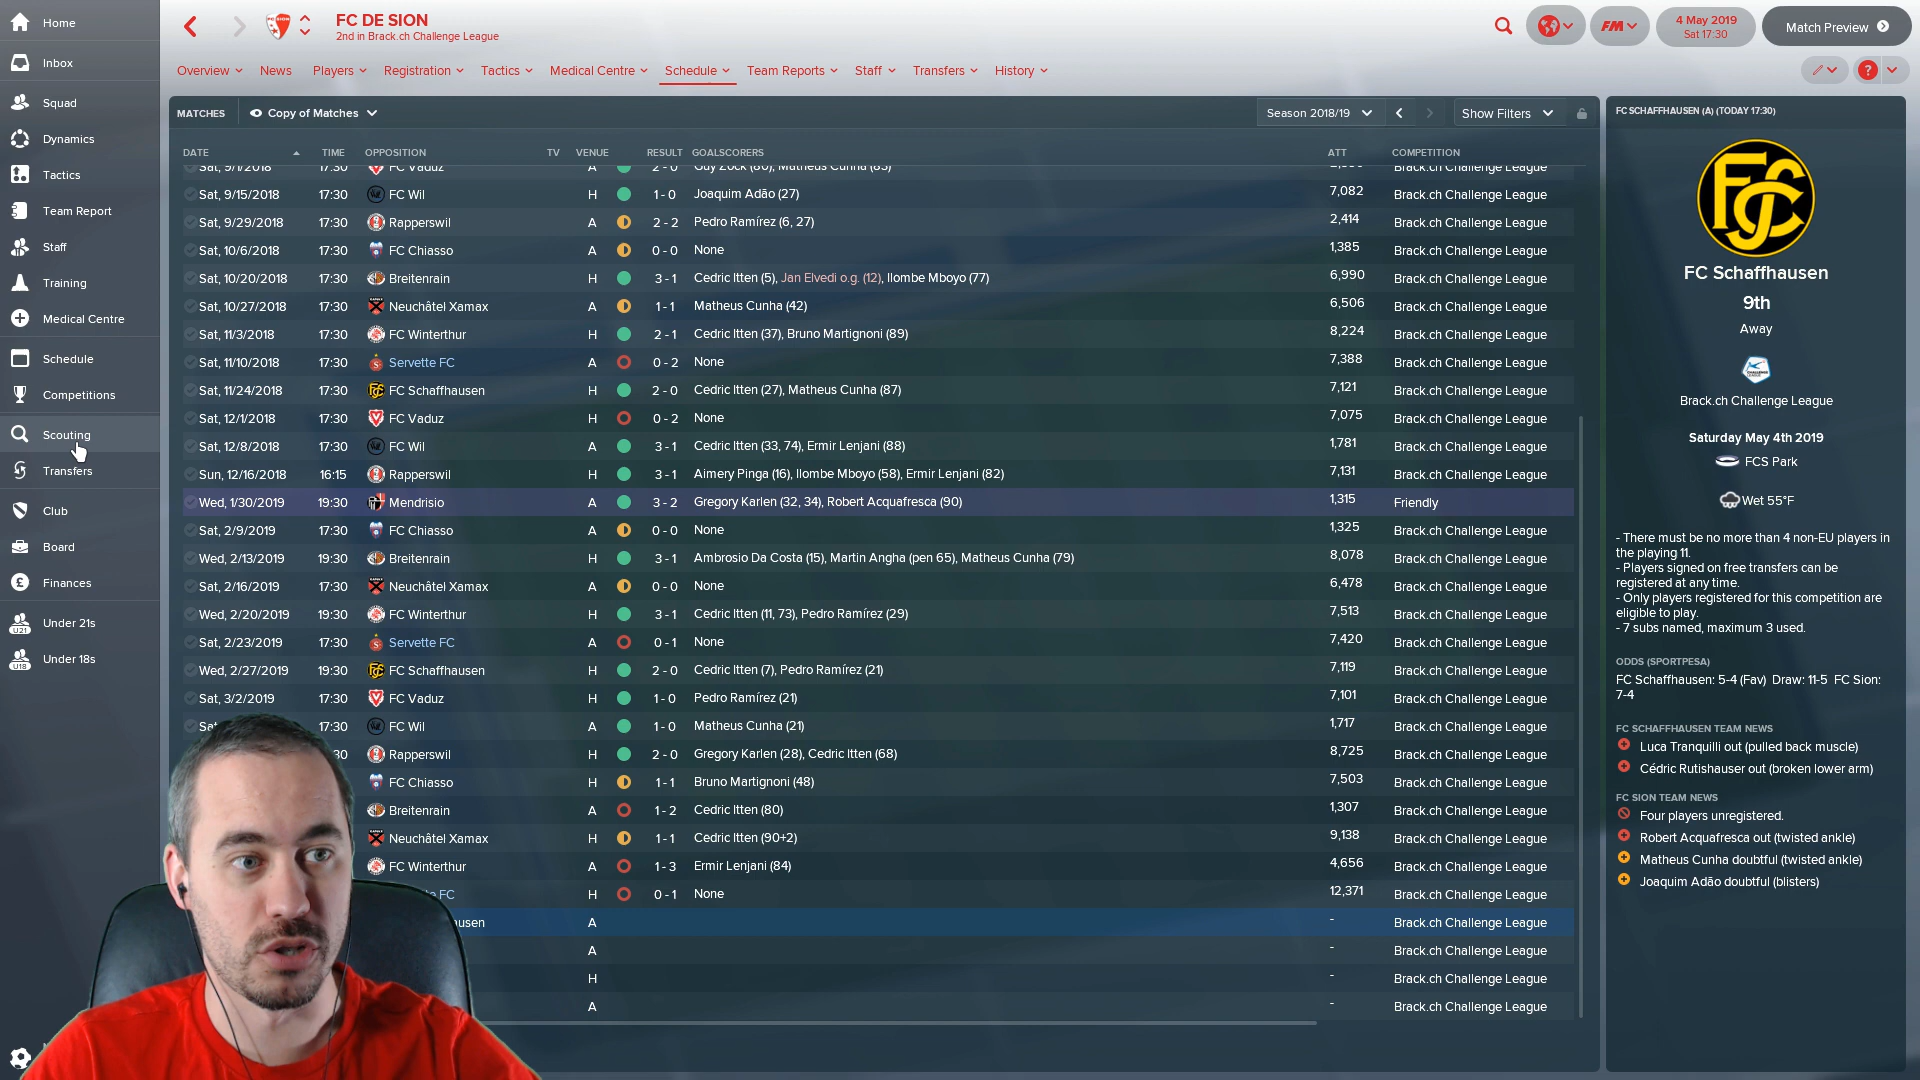 Home
Inbox
Squad
Dynamics
Tactics
Team Report
Staff
Training
Medical Centre
Schedule
Competitions
Scouting
Transfers
Club
Board
Finances
Under 21s
Under 18s
FC DE SION
2nd in Brack.ch Challenge League
FM
4 May 2019
Sat 17:30
Match Preview
Overview News Players Registration Tactics Medical Centre Schedule Team Reports Staff Transfers History
MATCHES Copy of Matches Season 2018/19 Show Filters
DATE TIME OPPOSITION TV VENUE RESULT GOALSCORERS ATT COMPETITION
Sat, 9/1/2018 17:30 FC Vaduz A 2 - 0 Guy Zock (80), Matheus Cunha (83) Brack.ch Challenge League
Sat, 9/15/2018 17:30 FC Wil H 1 - 0 Joaquim Adão (27) 7,082 Brack.ch Challenge League
Sat, 9/29/2018 17:30 Rapperswil A 2 - 2 Pedro Ramírez (6, 27) 2,414 Brack.ch Challenge League
Sat, 10/6/2018 17:30 FC Chiasso A 0 - 0 None 1,385 Brack.ch Challenge League
Sat, 10/20/2018 17:30 Breitenrain H 3 - 1 Cedric Itten (5), Jan Elvedi o.g. (12), Ilombe Mboyo (77) 6,990 Brack.ch Challenge League
Sat, 10/27/2018 17:30 Neuchâtel Xamax A 1 - 1 Matheus Cunha (42) 6,506 Brack.ch Challenge League
Sat, 11/3/2018 17:30 FC Winterthur H 2 - 1 Cedric Itten (37), Bruno Martignoni (89) 8,224 Brack.ch Challenge League
Sat, 11/10/2018 17:30 Servette FC A 0 - 2 None 7,388 Brack.ch Challenge League
Sat, 11/24/2018 17:30 FC Schaffhausen H 2 - 0 Cedric Itten (27), Matheus Cunha (87) 7,121 Brack.ch Challenge League
Sat, 12/1/2018 17:30 FC Vaduz H 0 - 2 None 7,075 Brack.ch Challenge League
Sat, 12/8/2018 17:30 FC Wil A 3 - 1 Cedric Itten (33, 74), Ermir Lenjani (88) 1,781 Brack.ch Challenge League
Sun, 12/16/2018 16:15 Rapperswil H 3 - 1 Aimery Pinga (16), Ilombe Mboyo (58), Ermir Lenjani (82) 7,131 Brack.ch Challenge League
Wed, 1/30/2019 19:30 Mendrisio A 3 - 2 Gregory Karlen (32, 34), Robert Acquafresca (90) 1,315 Friendly
Sat, 2/9/2019 17:30 FC Chiasso A 0 - 0 None 1,325 Brack.ch Challenge League
Wed, 2/13/2019 19:30 Breitenrain H 3 - 1 Ambrosio Da Costa (15), Martin Angha (pen 65), Matheus Cunha (79) 8,078 Brack.ch Challenge League
Sat, 2/16/2019 17:30 Neuchâtel Xamax A 0 - 0 None 6,478 Brack.ch Challenge League
Wed, 2/20/2019 19:30 FC Winterthur H 3 - 1 Cedric Itten (11, 73), Pedro Ramírez (29) 7,513 Brack.ch Challenge League
Sat, 2/23/2019 17:30 Servette FC A 0 - 1 None 7,420 Brack.ch Challenge League
Wed, 2/27/2019 19:30 FC Schaffhausen H 2 - 0 Cedric Itten (7), Pedro Ramírez (21) 7,119 Brack.ch Challenge League
Sat, 3/2/2019 17:30 FC Vaduz H 1 - 0 Pedro Ramírez (21) 7,101 Brack.ch Challenge League
Sat 17:30 FC Wil A 1 - 0 Matheus Cunha (21) 1,717 Brack.ch Challenge League
30 Rapperswil H 2 - 0 Gregory Karlen (28), Cedric Itten (68) 8,725 Brack.ch Challenge League
FC Chiasso H 1 - 1 Bruno Martignoni (48) 7,503 Brack.ch Challenge League
Breitenrain A 1 - 2 Cedric Itten (80) 1,307 Brack.ch Challenge League
Neuchâtel Xamax H 1 - 1 Cedric Itten (90+2) 9,138 Brack.ch Challenge League
FC Winterthur A 1 - 3 Ermir Lenjani (84) 4,656 Brack.ch Challenge League
FC H 0 - 1 None 12,371 Brack.ch Challenge League
ausen A - Brack.ch Challenge League
A - Brack.ch Challenge League
H - Brack.ch Challenge League
A - Brack.ch Challenge League
FC SCHAFFHAUSEN (A) (TODAY 17:30)
FC Schaffhausen
9th
Away
Brack.ch Challenge League
Saturday May 4th 2019
FCS Park
Wet 55°F
- There must be no more than 4 non-EU players in
the playing 11.
- Players signed on free transfers can be
registered at any time.
- Only players registered for this competition are
eligible to play.
- 7 subs named, maximum 3 used.
ODDS (SPORTPESA)
FC Schaffhausen: 5-4 (Fav) Draw: 11-5 FC Sion:
7-4
FC SCHAFFHAUSEN TEAM NEWS
Luca Tranquilli out (pulled back muscle)
Cédric Rutishauser out (broken lower arm)
FC SION TEAM NEWS
Four players unregistered.
Robert Acquafresca out (twisted ankle)
Matheus Cunha doubtful (twisted ankle)
Joaquim Adão doubtful (blisters)